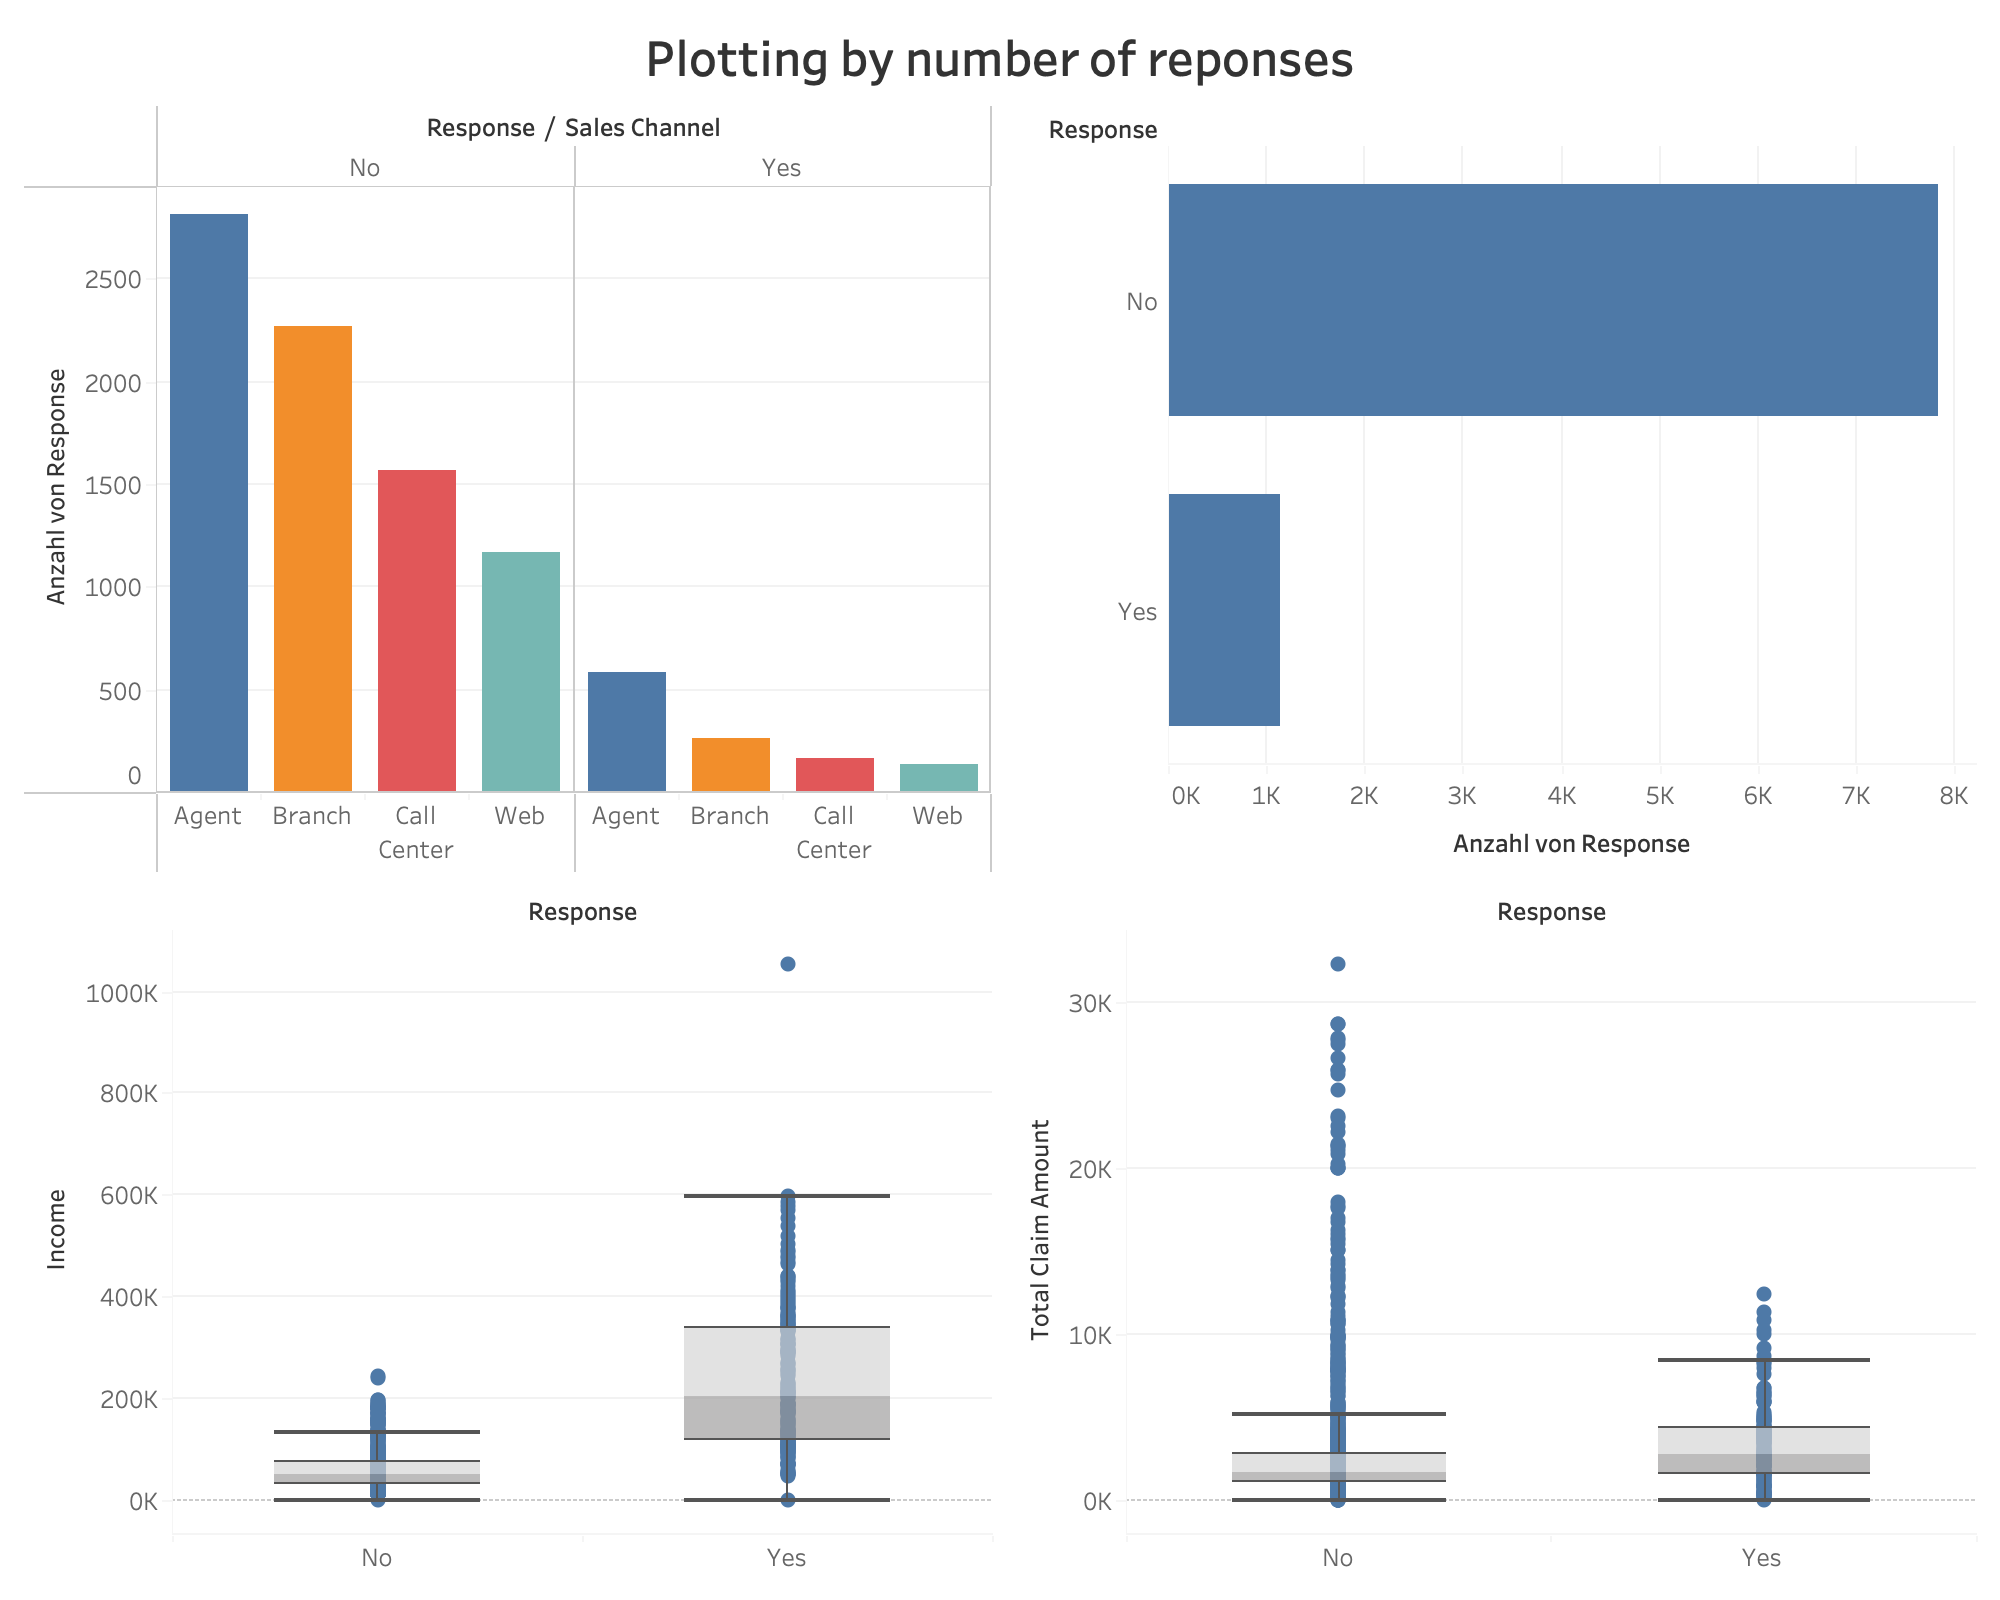 Plotting by number of reponses
Response / Sales Channel
No Yes
Anzahl von Response
2500
2000
1500
1000
500
0
Agent Branch Call Center Web Agent Branch Call Center Web
Response
No
Yes
0K 1K 2K 3K 4K 5K 6K 7K 8K
Anzahl von Response
Response
Income
1000K
800K
600K
400K
200K
0K
No Yes
Response
Total Claim Amount
30K
20K
10K
0K
No Yes